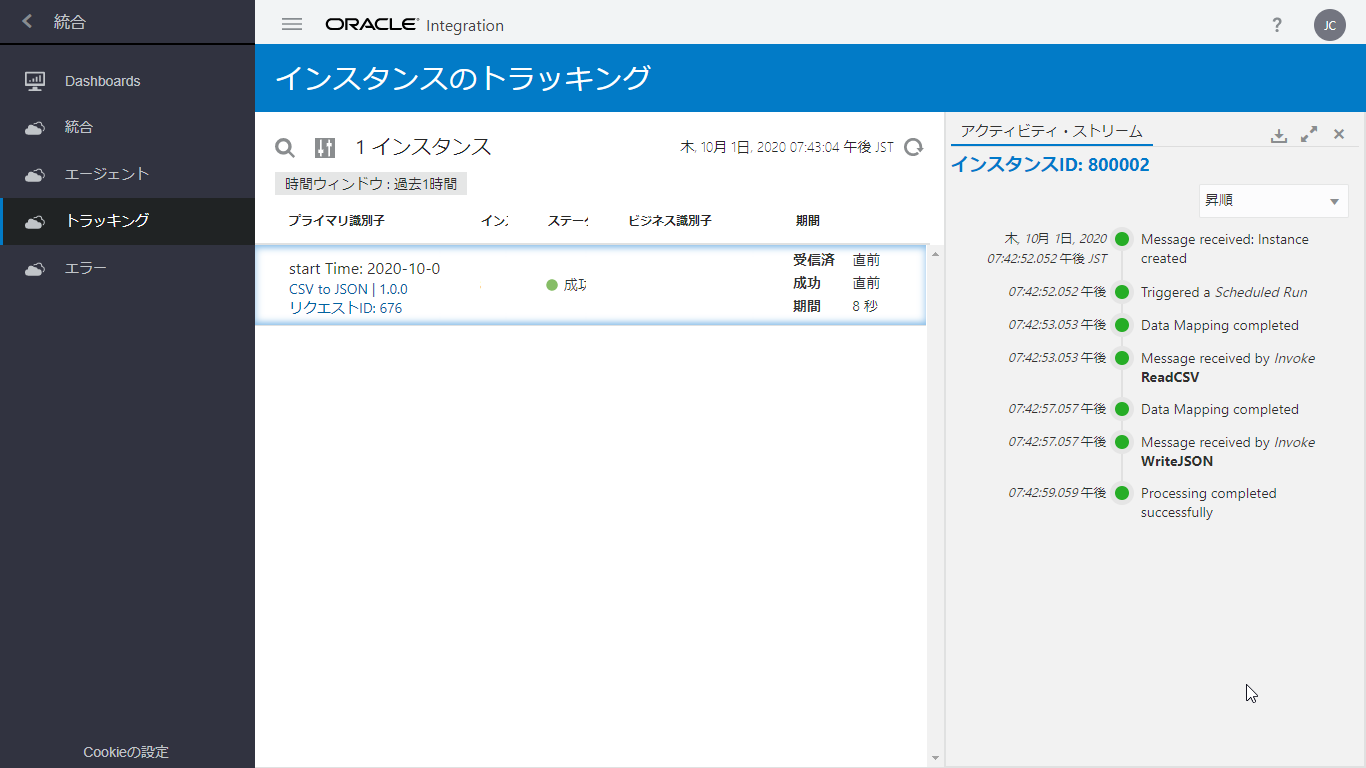 統合
ORACLE Integration
?
JC
Dashboards
統合
エージェント
トラッキング
エラー
Cookieの設定
インスタンスのトラッキング
1 インスタンス
木, 10月 1日, 2020 07:43:04 午後 JST
時間ウィンドウ : 過去1時間
プライマリ識別子
ステータ
ビジネス識別子
期間
start Time: 2020-10-0
CSV to JSON | 1.0.0
リクエストID: 676
成功
受信済 直前
成功 直前
期間 8 秒
アクティビティ・ストリーム
インスタンスID: 800002
昇順
木, 10月 1日, 2020
07:42:52.052 午後 JST
Message received: Instance
created
07:42:52.052 午後
Triggered a Scheduled Run
07:42:53.053 午後
Data Mapping completed
07:42:53.053 午後
Message received by Invoke
ReadCSV
07:42:57.057 午後
Data Mapping completed
07:42:57.057 午後
Message received by Invoke
WriteJSON
07:42:59.059 午後
Processing completed
successfully